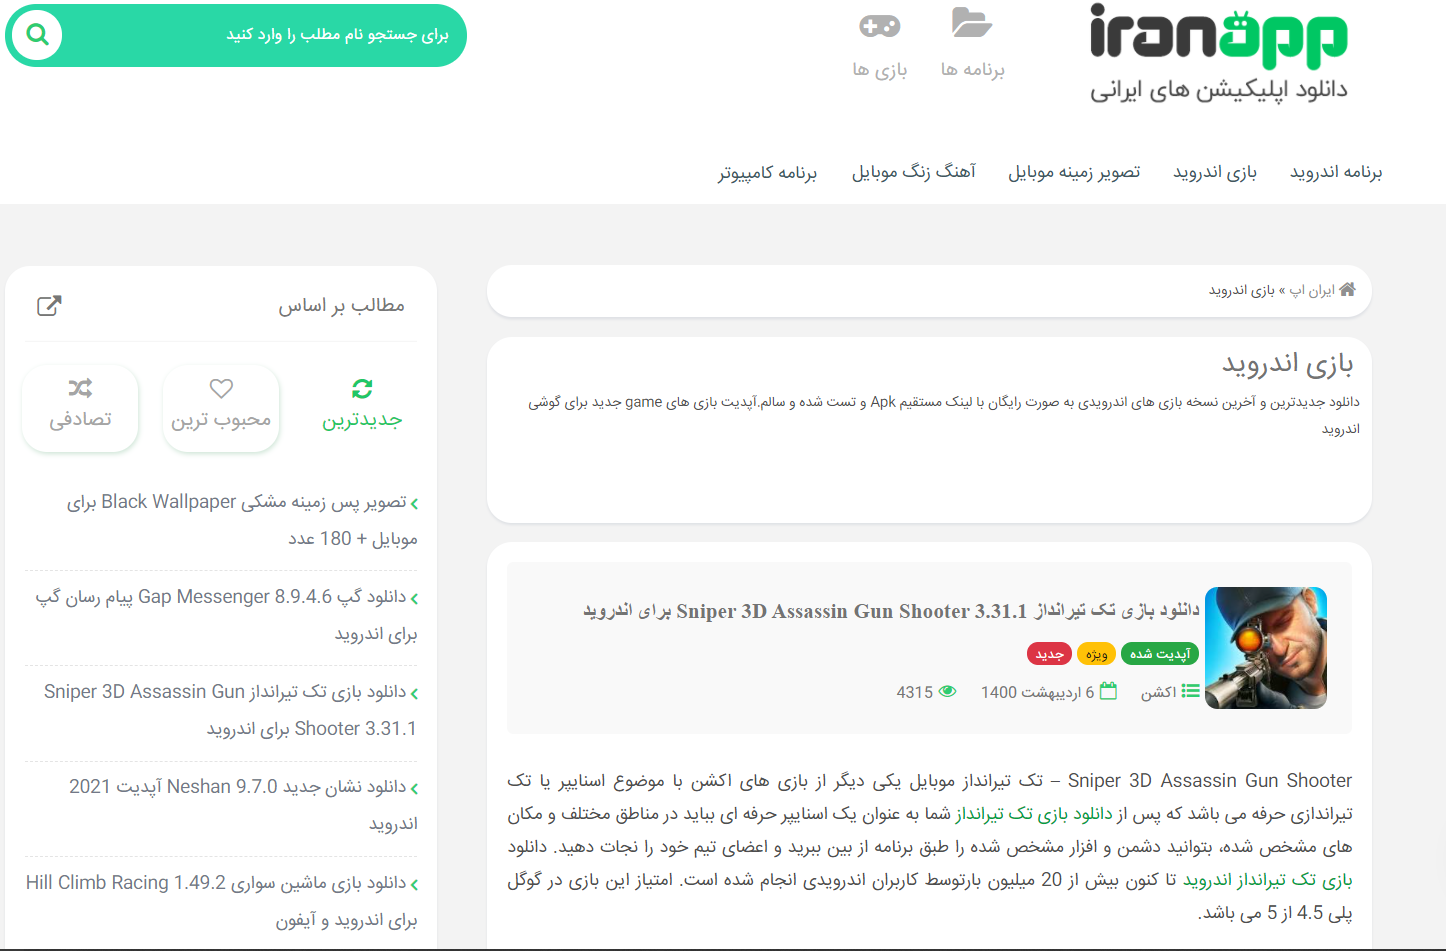 iranapp
دانلود اپلیکیشن های ایرانی
برنامه ها
بازی ها
برای جستجو نام مطلب را وارد کنید
برنامه اندروید
بازی اندروید
تصویر زمینه موبایل
آهنگ زنگ موبایل
برنامه کامپیوتر
ایران اپ » بازی اندروید
بازی اندروید
دانلود جدیدترین و آخرین نسخه بازی های اندرویدی به صورت رایگان با لینک مستقیم Apk و تست شده و سالم.آپدیت بازی های game جدید برای گوشی
اندروید
دانلود بازی تک تیرانداز Sniper 3D Assassin Gun Shooter 3.31.1 برای اندروید
آپدیت شده
ویژه
جدید
اکشن
6 اردیبهشت 1400
4315
Sniper 3D Assassin Gun Shooter – تک تیرانداز موبایل یکی دیگر از بازی های اکشن با موضوع اسنایپر یا تک
تیراندازی حرفه می باشد که پس از دانلود بازی تک تیرانداز شما به عنوان یک اسنایپر حرفه ای بباید در مناطق مختلف و مکان
های مشخص شده، بتوانید دشمن و افزار مشخص شده را طبق برنامه از بین ببرید و اعضای تیم خود را نجات دهید. دانلود
بازی تک تیرانداز اندروید تا کنون بیش از 20 میلیون بارتوسط کاربران اندرویدی انجام شده است. امتیاز این بازی در گوگل
پلی 4.5 از 5 می باشد.
مطالب بر اساس
جدیدترین
محبوب ترین
تصادفی
تصویر پس زمینه مشکی Black Wallpaper برای
موبایل + 180 عدد
دانلود گپ Gap Messenger 8.9.4.6 پیام رسان گپ
برای اندروید
دانلود بازی تک تیرانداز Sniper 3D Assassin Gun
Shooter 3.31.1 برای اندروید
دانلود نشان جدید Neshan 9.7.0 آپدیت 2021
اندروید
دانلود بازی ماشین سواری Hill Climb Racing 1.49.2
برای اندروید و آیفون